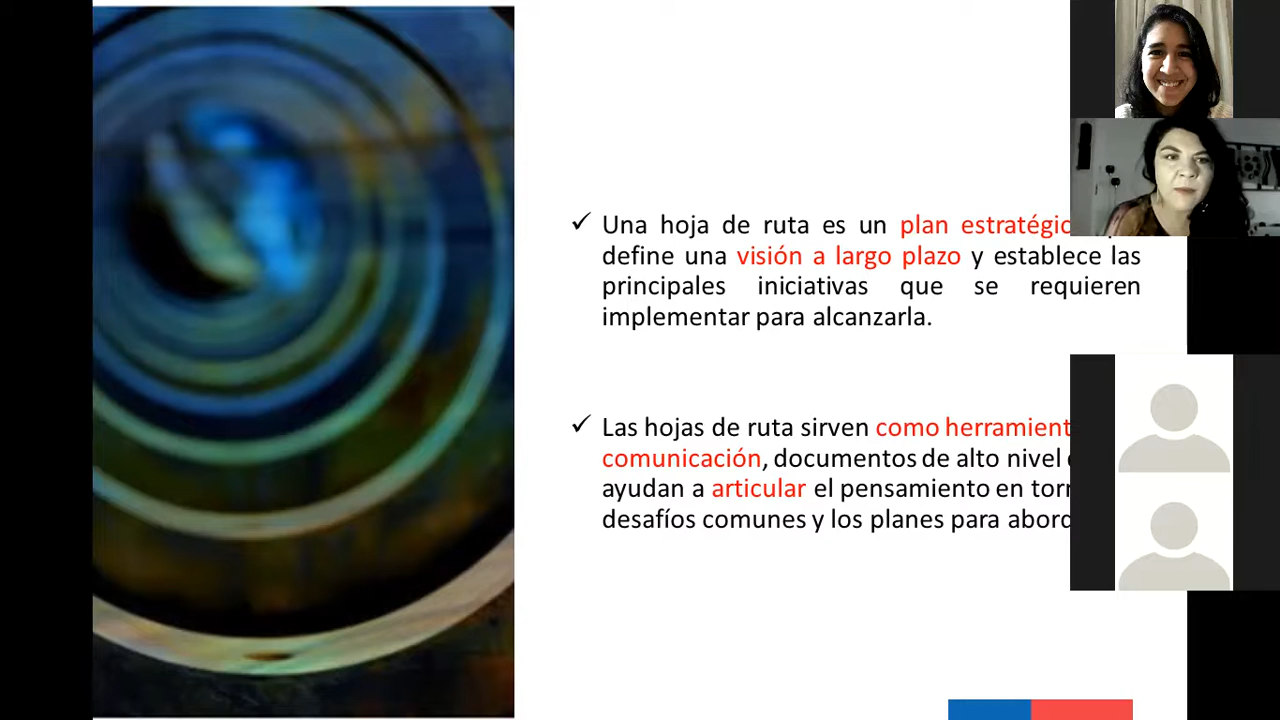 ✓ Una hoja de ruta es un plan estratégic
define una visión a largo plazo y establece las
principales iniciativas que se requieren
implementar para alcanzarla.
✓ Las hojas de ruta sirven como herramient
comunicación, documentos de alto nivel
ayudan a articular el pensamiento en tor
desafíos comunes y los planes para abord